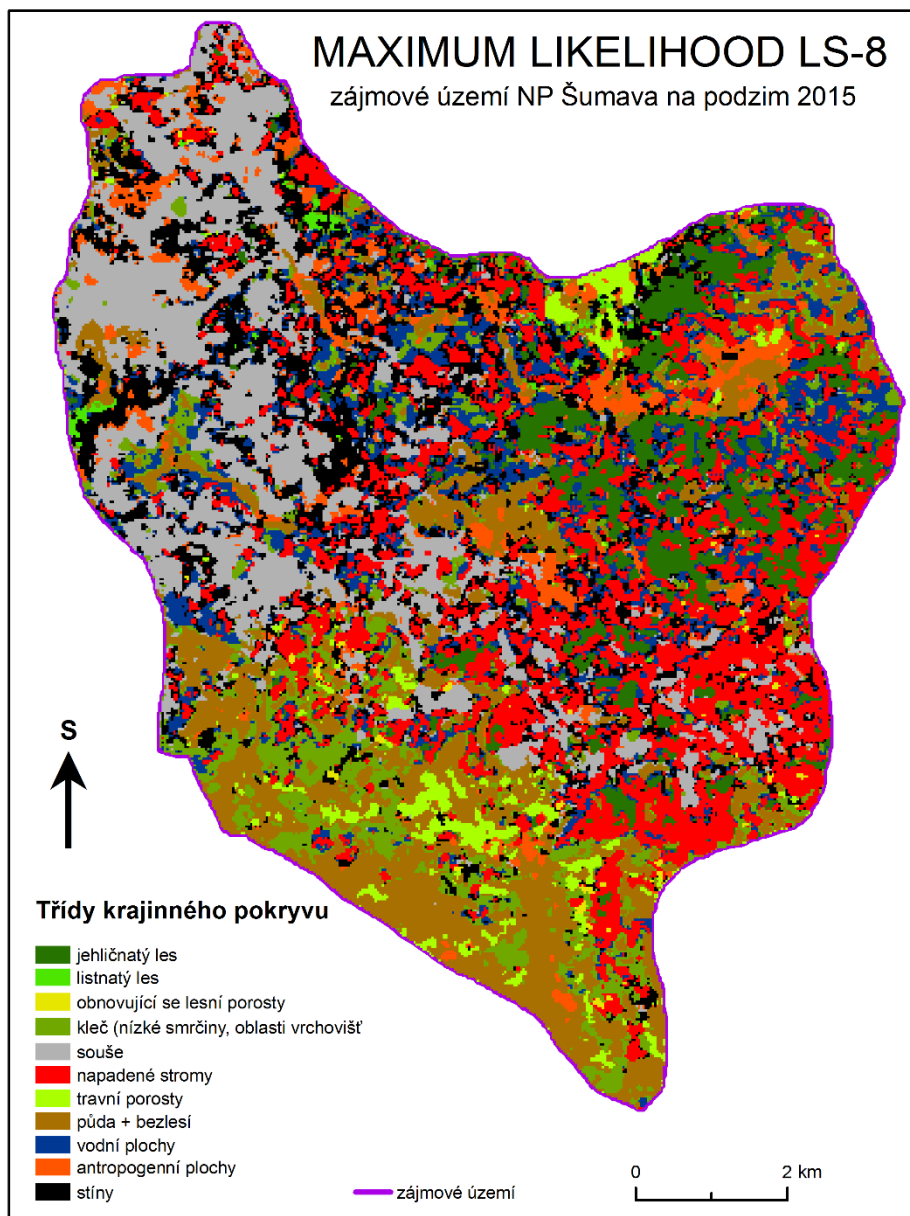 MAXIMUM LIKELIHOOD LS-8
zájmové území NP Šumava na podzim 2015
S
Třídy krajinného pokryvu
jehličnatý les
listnatý les
obnovující se lesní porosty
kleč (nízké smrčiny, oblasti vrchovišť
souše
napadené stromy
travní porosty
půda + bezlesí
vodní plochy
antropogenní plochy
stíny
zájmové území
0 2 km